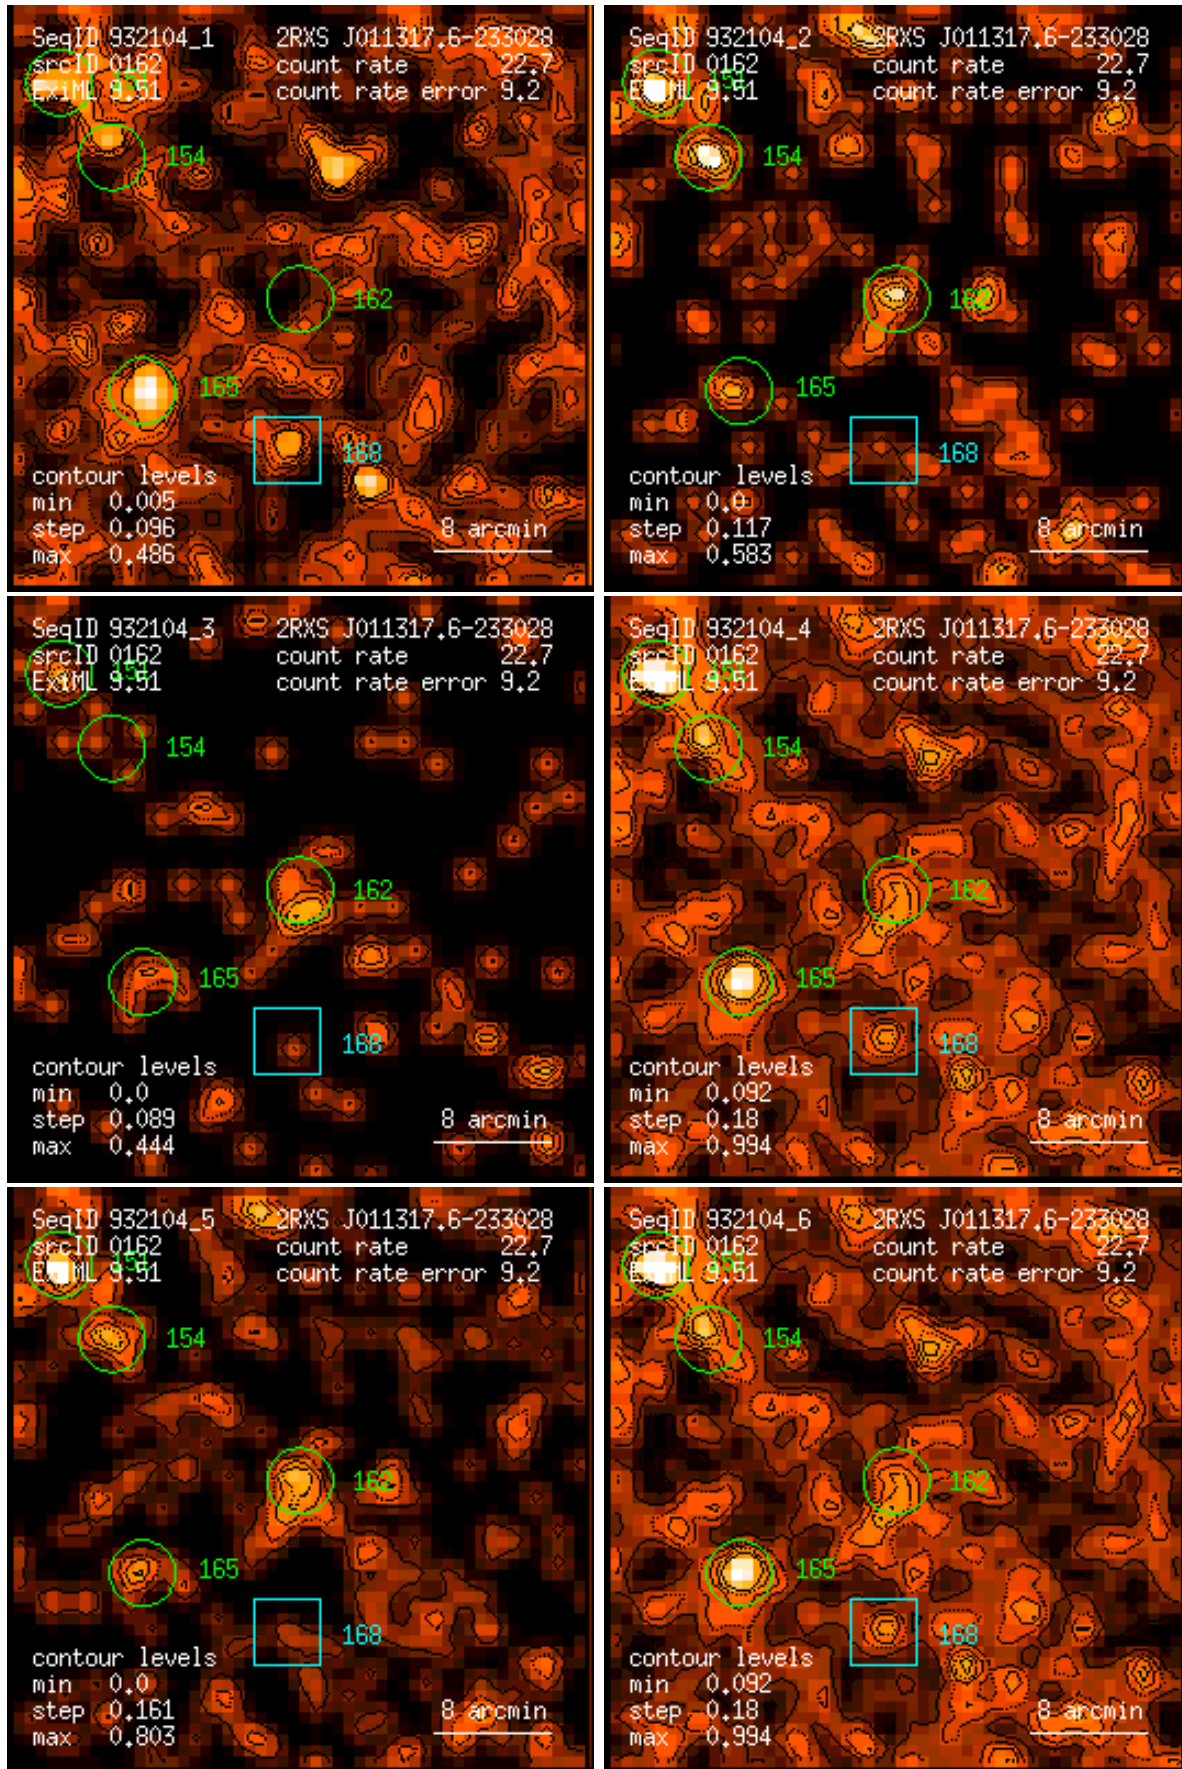 SeqID 932104_1 2RXS J011317.6-233028
srcID 0162 count rate 22.7
ExiML 9.51 count rate error 9.2
154
162
165
168
contour levels
min 0.005
step 0.096 8 arcmin
max 0.486
SeqID 932104_2 2RXS J011317.6-233028
srcID 0162 count rate 22.7
ExiML 9.51 count rate error 9.2
154
162
165
168
contour levels
min 0.0
step 0.117 8 arcmin
max 0.583
SeqID 932104_3 2RXS J011317.6-233028
srcID 0162 count rate 22.7
ExiML 9.51 count rate error 9.2
154
162
165
168
contour levels
min 0.0
step 0.089 8 arcmin
max 0.444
SeqID 932104_4 2RXS J011317.6-233028
srcID 0162 count rate 22.7
ExiML 9.51 count rate error 9.2
154
162
165
168
contour levels
min 0.092
step 0.18 8 arcmin
max 0.994
SeqID 932104_5 2RXS J011317.6-233028
srcID 0162 count rate 22.7
ExiML 9.51 count rate error 9.2
154
162
165
168
contour levels
min 0.0
step 0.161 8 arcmin
max 0.803
SeqID 932104_6 2RXS J011317.6-233028
srcID 0162 count rate 22.7
ExiML 9.51 count rate error 9.2
154
162
165
168
contour levels
min 0.092
step 0.18 8 arcmin
max 0.994